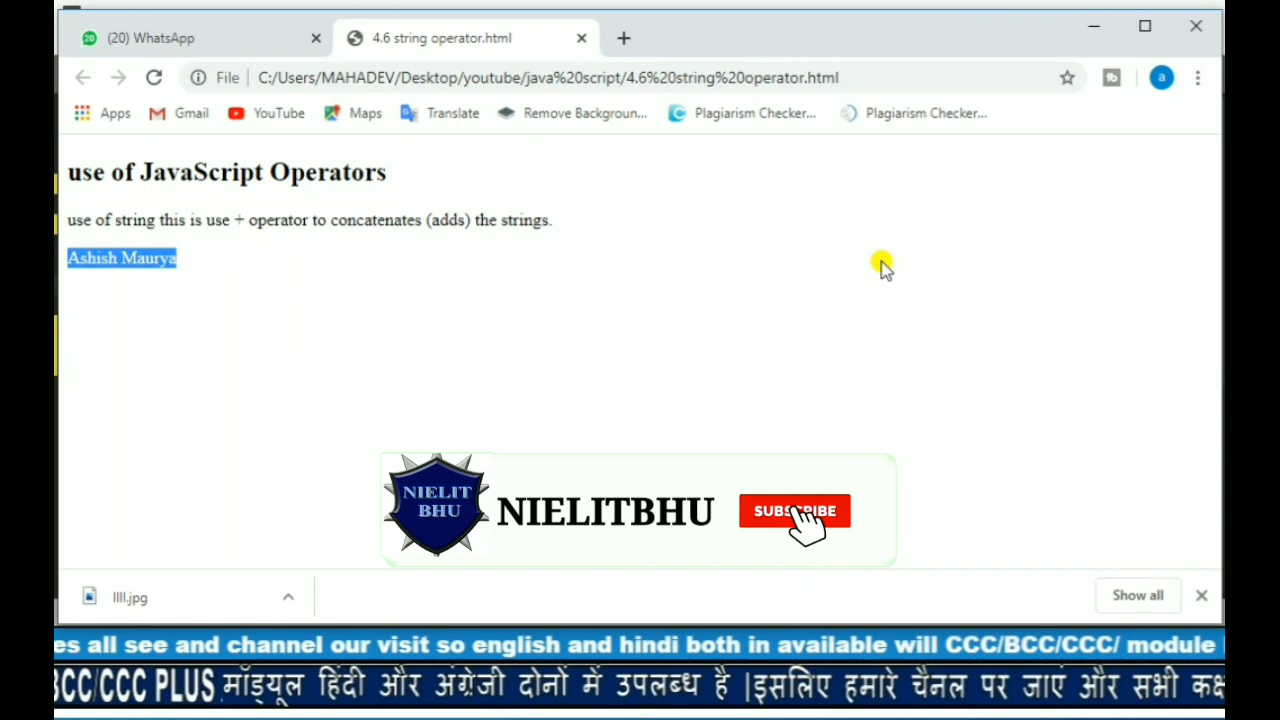 20 (20) WhatsApp
4.6 string operator.html
File C:/Users/MAHADEV/Desktop/youtube/java%20script/4.6%20string%20operator.html
a
Apps Gmail YouTube Maps Translate Remove Backgroun... Plagiarism Checker... Plagiarism Checker...
use of JavaScript Operators
use of string this is use + operator to concatenates (adds) the strings.
Ashish Maurya
NIELIT
BHU
NIELITBHU
SUBSCRIBE
llll.jpg
Show all
es all see and channel our visit so english and hindi both in available will CCC/BCC/CCC/ module
BCC/CCC PLUS मॉड्यूल हिंदी और अंग्रेजी दोनों में उपलब्ध है |इसलिए हमारे चैनल पर जाएं और सभी कक्ष